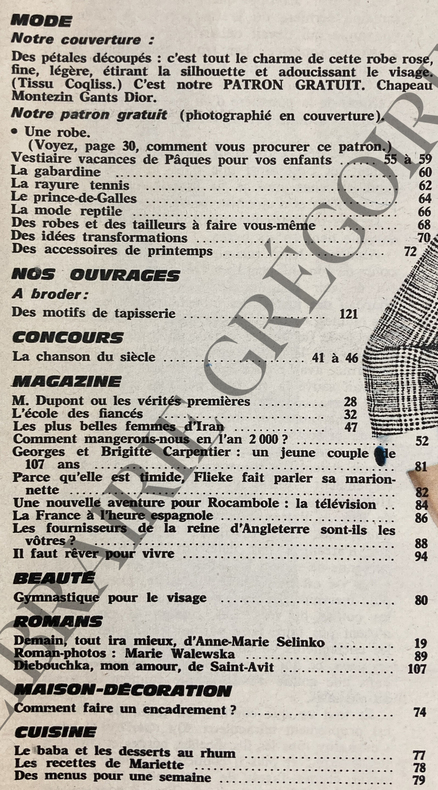 MODE
Notre couverture :
Des pétales découpés : c'est tout le charme de cette robe rose,
fine, légère, étirant la silhouette et adoucissant le visage.
(Tissu Coqliss.) C'est notre PATRON GRATUIT. Chapeau
Montezin Gants Dior.
Notre patron gratuit (photographié en couverture).
• Une robe.
(Voyez, page 30, comment vous procurer ce patron.)
Vestiaire vacances de Pâques pour vos enfants ..... 55 à 59
La gabardine ..... 60
La rayure tennis ..... 62
Le prince-de-Galles ..... 64
La mode reptile ..... 66
Des robes et des tailleurs à faire vous-même ..... 68
Des idées transformations ..... 70
Des accessoires de printemps ..... 72
NOS OUVRAGES
A broder :
Des motifs de tapisserie ..... 121
CONCOURS
La chanson du siècle ..... 41 à 46
MAGAZINE
M. Dupont ou les vérités premières ..... 28
L'école des fiancés ..... 32
Les plus belles femmes d'Iran ..... 47
Comment mangerons-nous en l'an 2 000 ? ..... 52
Georges et Brigitte Carpentier : un jeune couple de
107 ans ..... 81
Parce qu'elle est timide, Flieke fait parler sa marion-
nette ..... 82
Une nouvelle aventure pour Rocambole : la télévision .. 84
La France à l'heure espagnole ..... 86
Les fournisseurs de la reine d'Angleterre sont-ils les
vôtres ? ..... 88
Il faut rêver pour vivre ..... 94
BEAUTÉ
Gymnastique pour le visage ..... 80
ROMANS
Demain, tout ira mieux, d'Anne-Marie Selinko ..... 19
Roman-photos : Marie Walewska ..... 89
Diebouchka, mon amour, de Saint-Avit ..... 107
MAISON-DÉCORATION
Comment faire un encadrement ? ..... 74
CUISINE
Le baba et les desserts au rhum ..... 77
Les recettes de Mariette ..... 78
Des menus pour une semaine ..... 79
LIBRAIRIE GRÉGOIRE